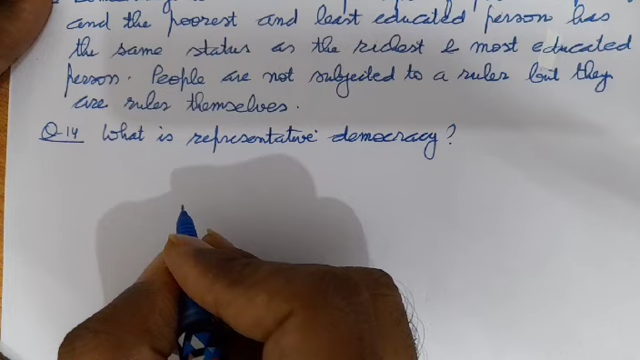 and the poorest and least educated person has
the same status as the richest & most educated
person. People are not subjected to a ruler but they
are ruler themselves.
Q-14 What is representative democracy?